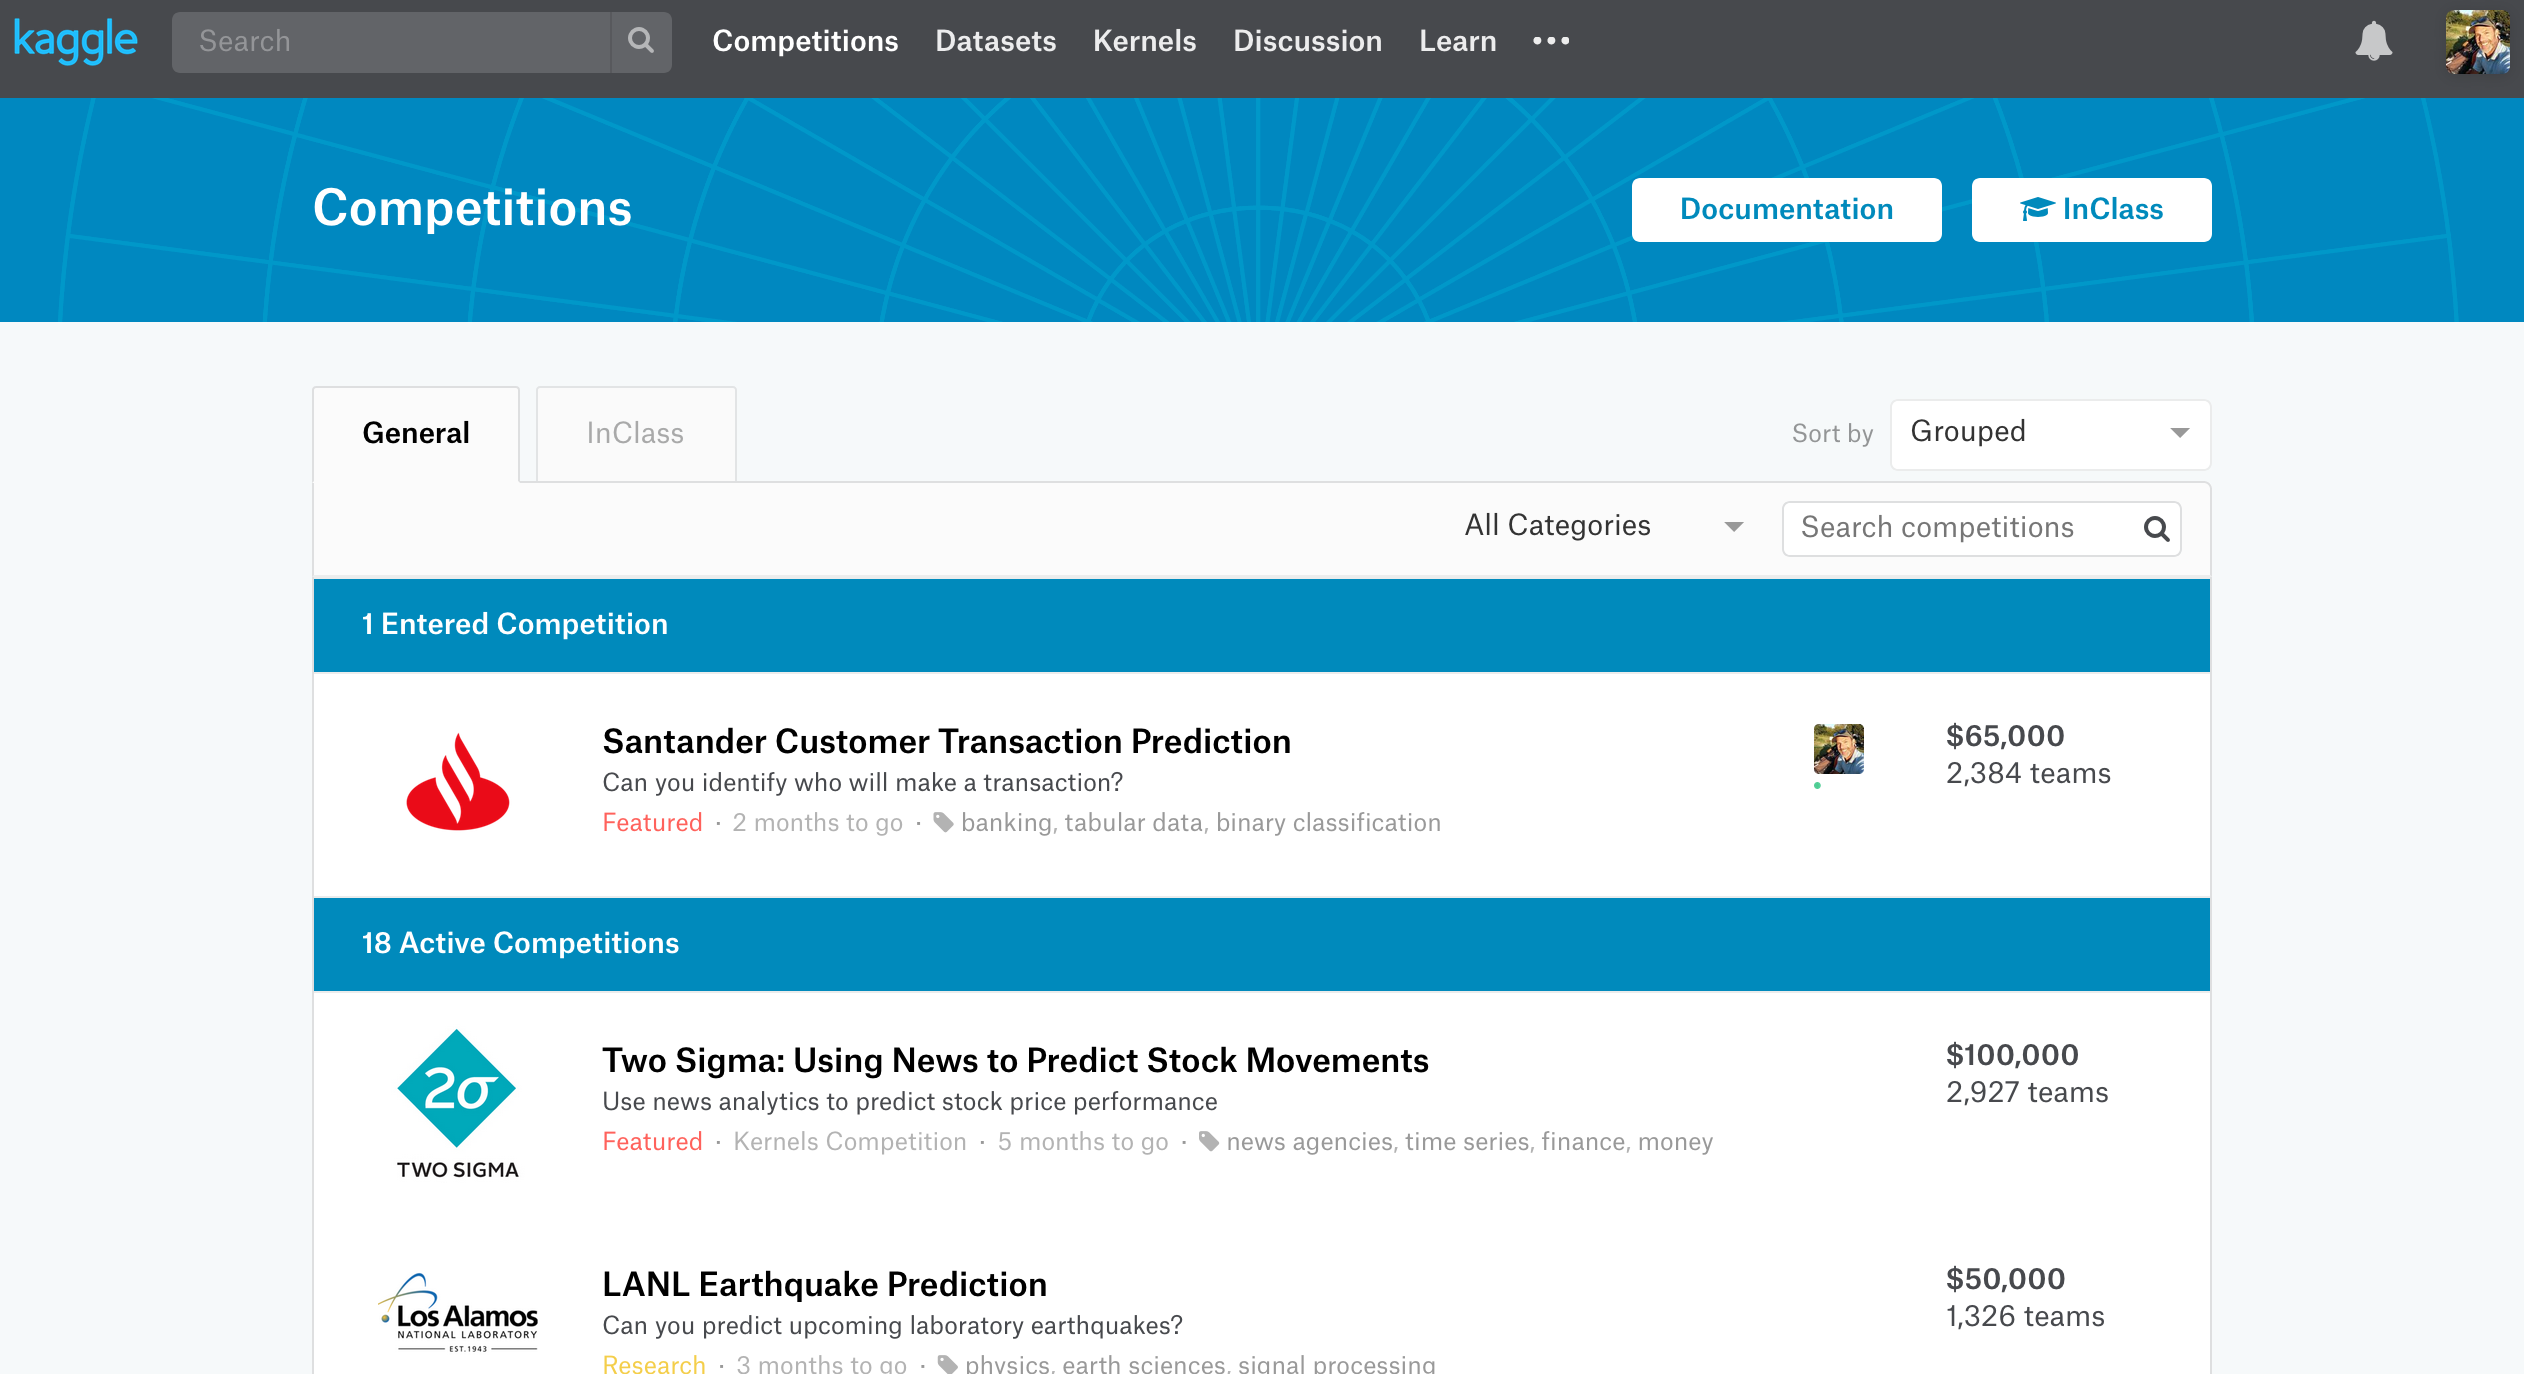 kaggle
Search
Competitions Datasets Kernels Discussion Learn
Competitions
Documentation InClass
General InClass
Sort by Grouped
All Categories Search competitions
1 Entered Competition
Santander Customer Transaction Prediction
$65,000
Can you identify who will make a transaction?
2,384 teams
Featured · 2 months to go · banking, tabular data, binary classification
18 Active Competitions
2σ
TWO SIGMA
Two Sigma: Using News to Predict Stock Movements
$100,000
Use news analytics to predict stock price performance
2,927 teams
Featured · Kernels Competition · 5 months to go · news agencies, time series, finance, money
Los Alamos
NATIONAL LABORATORY
EST.1943
LANL Earthquake Prediction
$50,000
Can you predict upcoming laboratory earthquakes?
1,326 teams
Research · 3 months to go · physics, earth sciences, signal processing